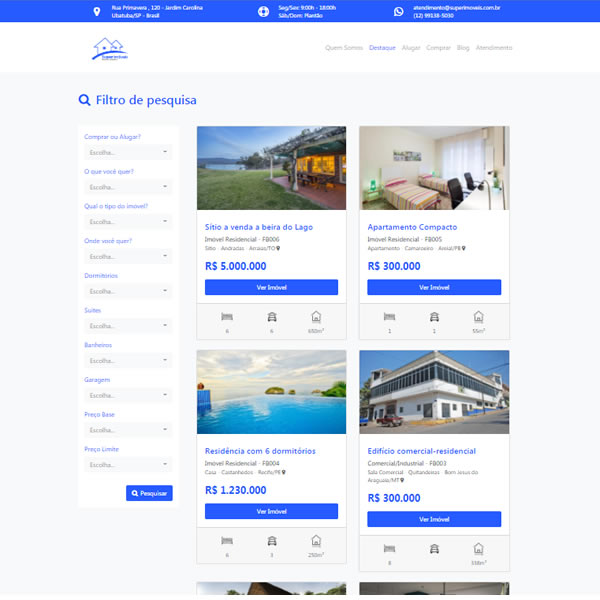 Rua Primavera , 120 - Jardim Carolina
Ubatuba/SP - Brasil
Seg/Sex: 9:00h - 18:00h
Sáb/Dom: Plantão
atendimento@superimoveis.com.br
(12) 99138-5030
Superimóveis
Quem Somos Destaque Alugar Comprar Blog Atendimento
Filtro de pesquisa
Comprar ou Alugar?
Escolha...
O que você quer?
Escolha...
Qual o tipo do imovel?
Escolha...
Onde você quer?
Escolha...
Dormitórios
Escolha...
Suítes
Escolha...
Banheiros
Escolha...
Garagem
Escolha...
Preço Base
Escolha...
Preço Limite
Escolha...
Pesquisar
Sítio a venda a beira do Lago
Imóvel Residencial - FB006
Sítio - Andradas - Arraus/TO
R$ 5.000.000
Ver Imóvel
6 6 650m²
Apartamento Compacto
Imóvel Residencial - FB005
Apartamento - Camaroeiro - Areial/PB
R$ 300.000
Ver Imóvel
1 1 55m²
Residência com 6 dormitórios
Imóvel Residencial - FB004
Casa - Castanhedos - Recife/PE
R$ 1.230.000
Ver Imóvel
6 3 250m²
Edifício comercial-residencial
Comercial/Industrial - FB003
Sala Comercial - Quitandeiras - Bom Jesus do
Araguaia/MT
R$ 300.000
Ver Imóvel
8 338m²